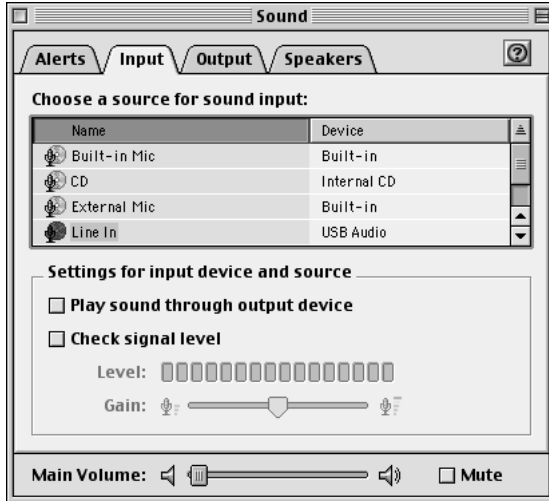 Sound
Alerts Input Output Speakers ?
Choose a source for sound input:
Name Device
Built-in Mic Built-in
CD Internal CD
External Mic Built-in
Line In USB Audio
Settings for input device and source
Play sound through output device
Check signal level
Level:
Gain:
Main Volume: Mute